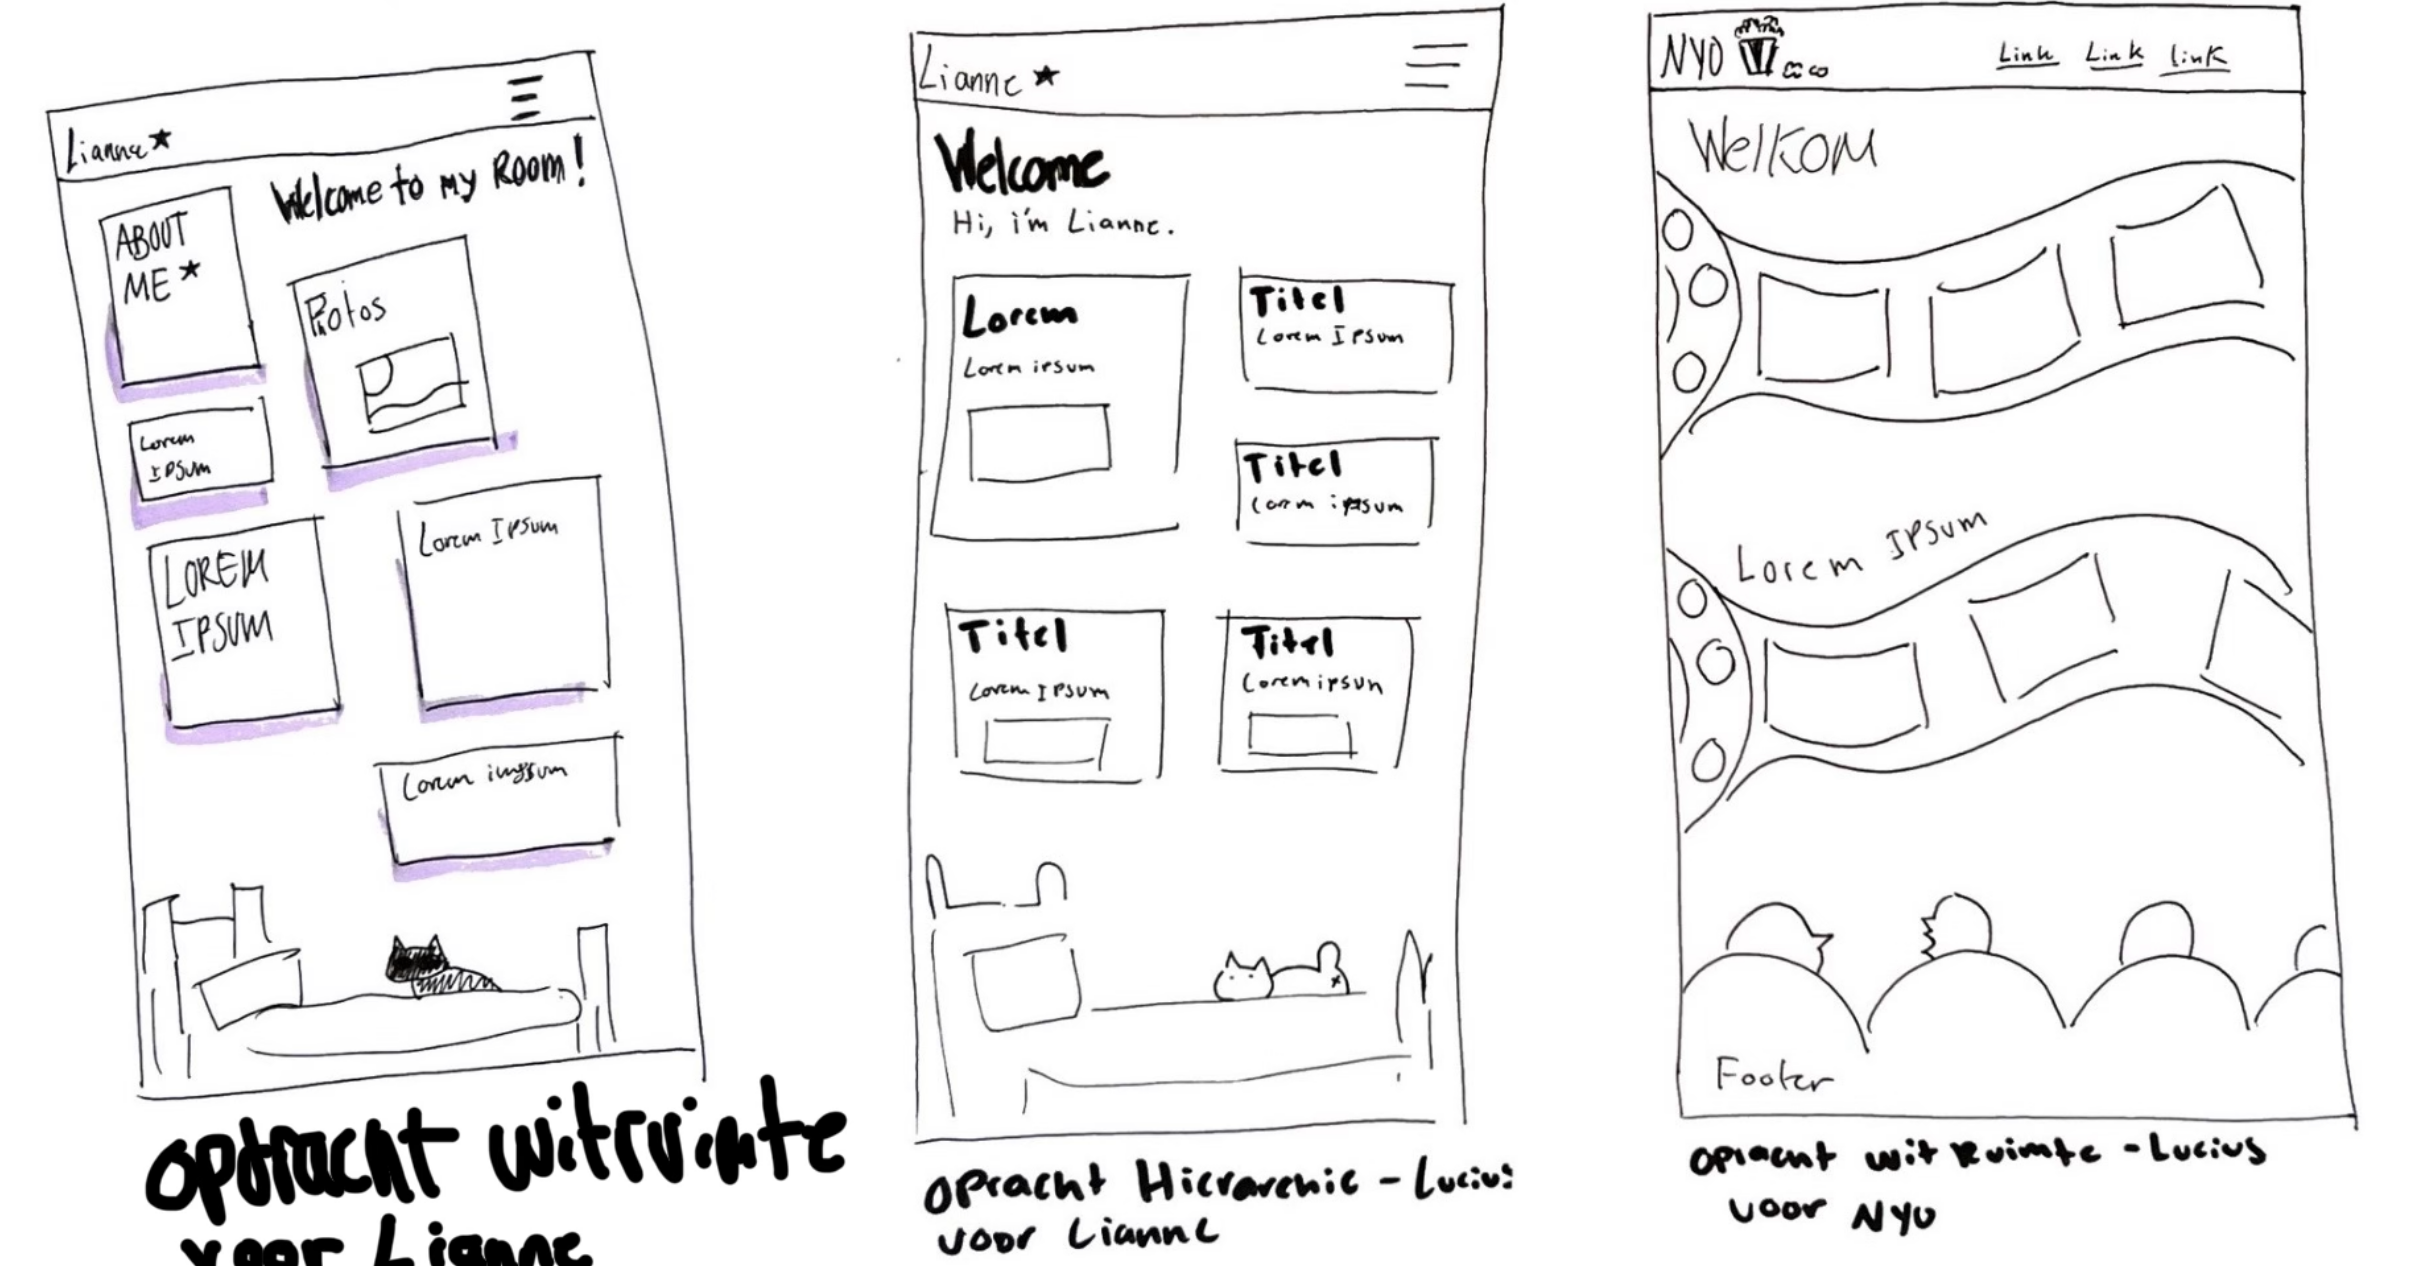 Lianne★
Welcome to my Room!
ABOUT
ME ★
Photos
Lorem
IPSum
LOREM
IPSUM
Lorem IPsum
Lorem
opdracht witruimte
voor Lianne
Lianne ★
Welcome
Hi, i'm Lianne.
Lorem
Lorem ipsum
Titel
Lorem IPsum
Titel
Lorem ipsum
Titel
Lorem IPsum
Titel
Lorem ipsum
opracht Hierarchie - Lucius
voor Lianne
NYO
Link Link link
Welkom
Lorem IPsum
Footer
opracht witRuimte - Lucius
voor NYO